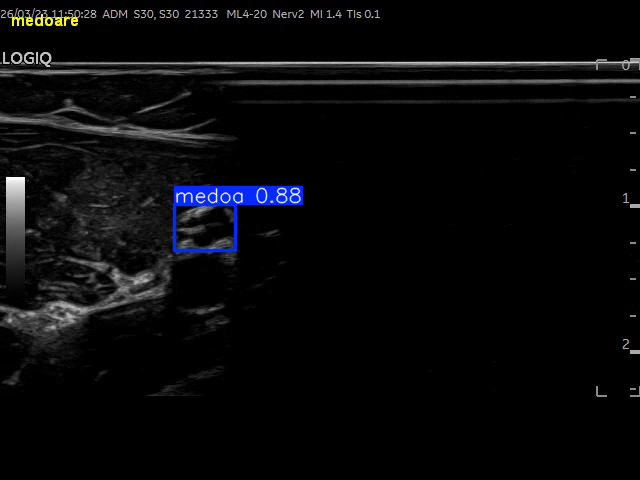 26/03/23 11:50:28 ADM S30, S30 21333 ML4-20 Nerv2 MI 1.4 TIs 0.1
medoare
LOGIQ
0
medoa 0.88
1
2